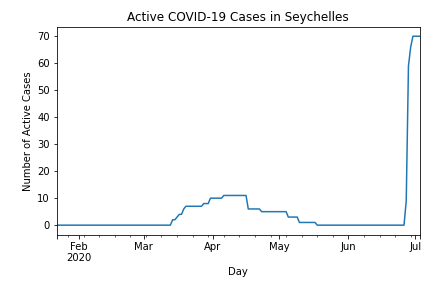 Active COVID-19 Cases in Seychelles
70
60
50
40
30
20
10
0
Number of Active Cases
Feb Mar Apr May Jun Jul
2020
Day